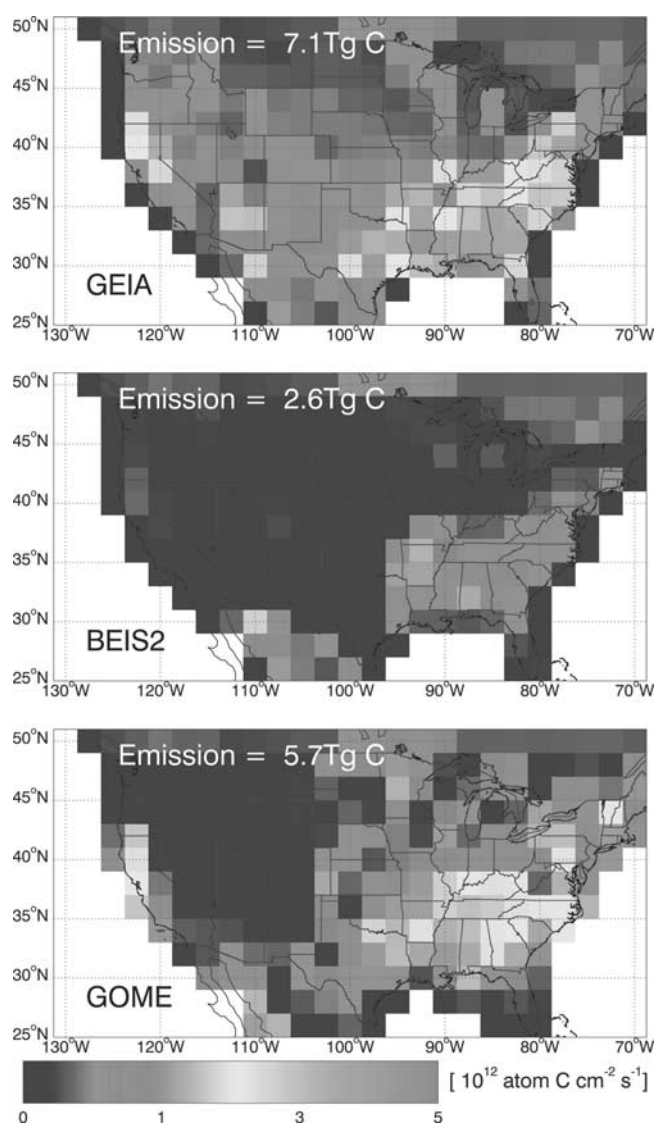 50°N
45°N
40°N
35°N
30°N
25°N
Emission = 7.1Tg C
GEIA
130°W 120°W 110°W 100°W 90°W 80°W 70°W
50°N
45°N
40°N
35°N
30°N
25°N
Emission = 2.6Tg C
BEIS2
130°W 120°W 110°W 100°W 90°W 80°W 70°W
50°N
45°N
40°N
35°N
30°N
25°N
Emission = 5.7Tg C
GOME
130°W 120°W 110°W 100°W 90°W 80°W 70°W
[ 10¹² atom C cm⁻² s⁻¹]
0 1 3 5